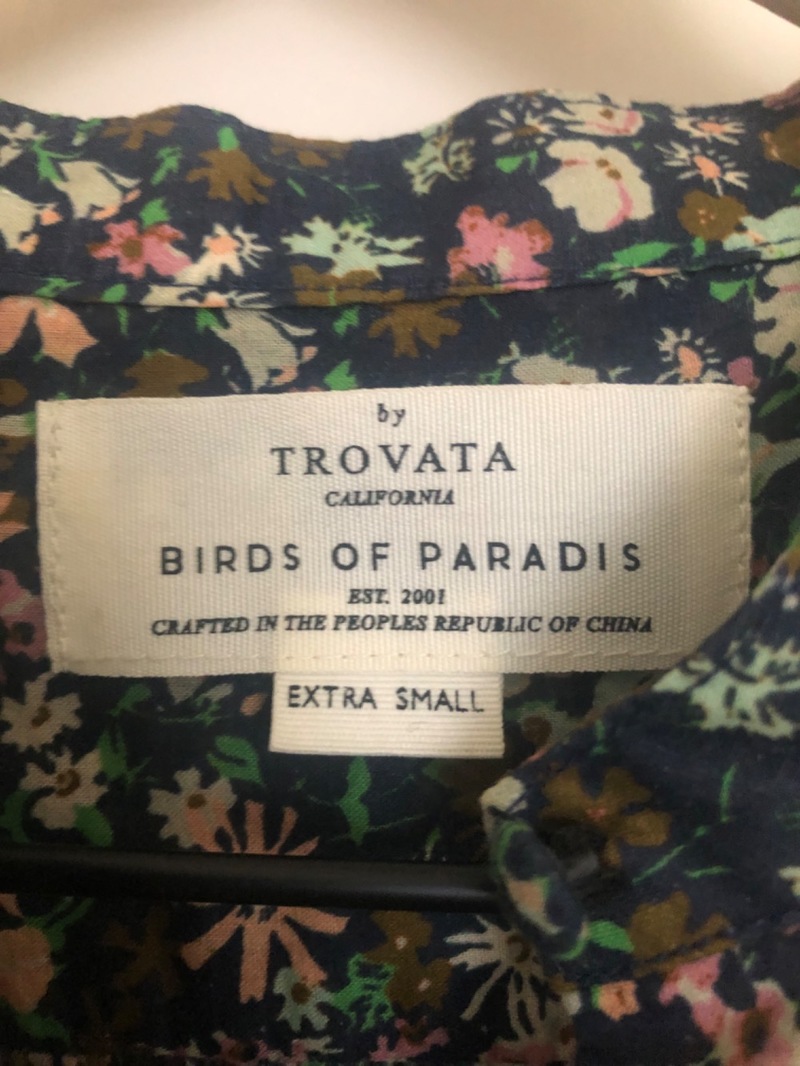 by
TROVATA
CALIFORNIA
BIRDS OF PARADIS
EST. 2001
CRAFTED IN THE PEOPLES REPUBLIC OF CHINA
EXTRA SMALL